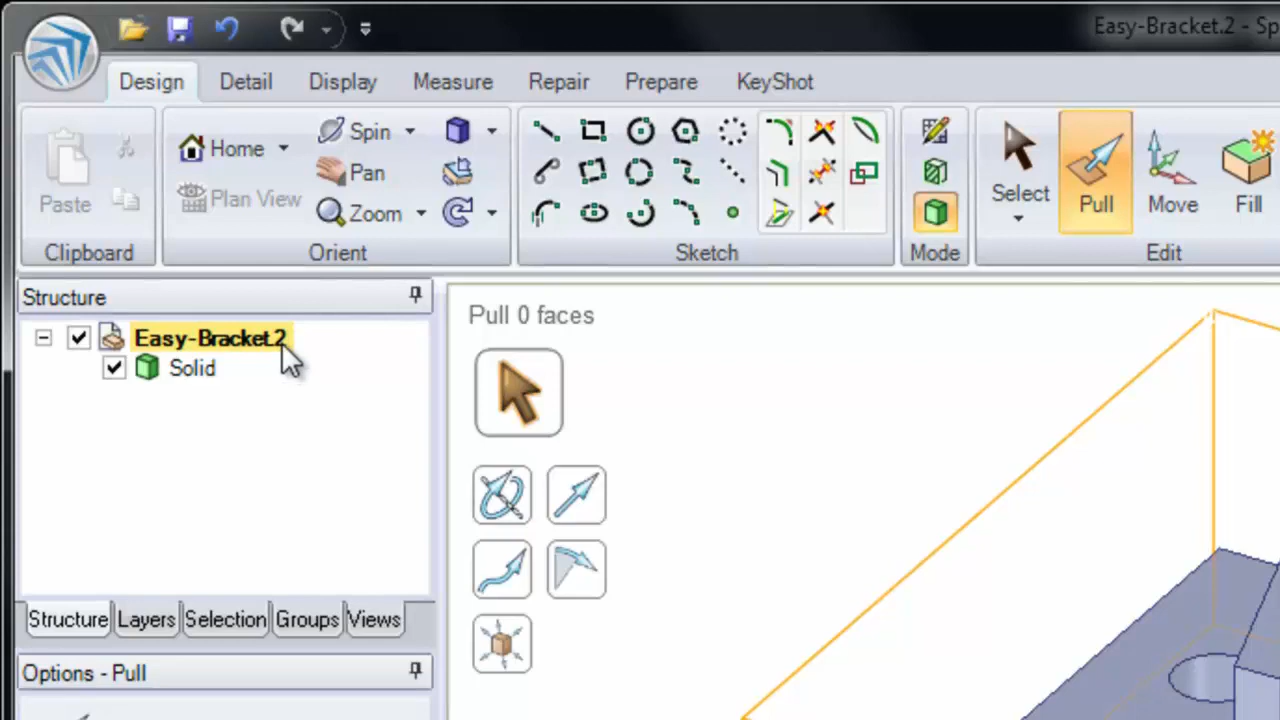 Easy-Bracket.2 - Sp
Design Detail Display Measure Repair Prepare KeyShot
Paste
Home
Plan View
Spin
Pan
Zoom
Select
Pull
Move
Fill
Clipboard Orient Sketch Mode Edit
Structure
Easy-Bracket.2
Solid
Pull 0 faces
Structure Layers Selection Groups Views
Options - Pull